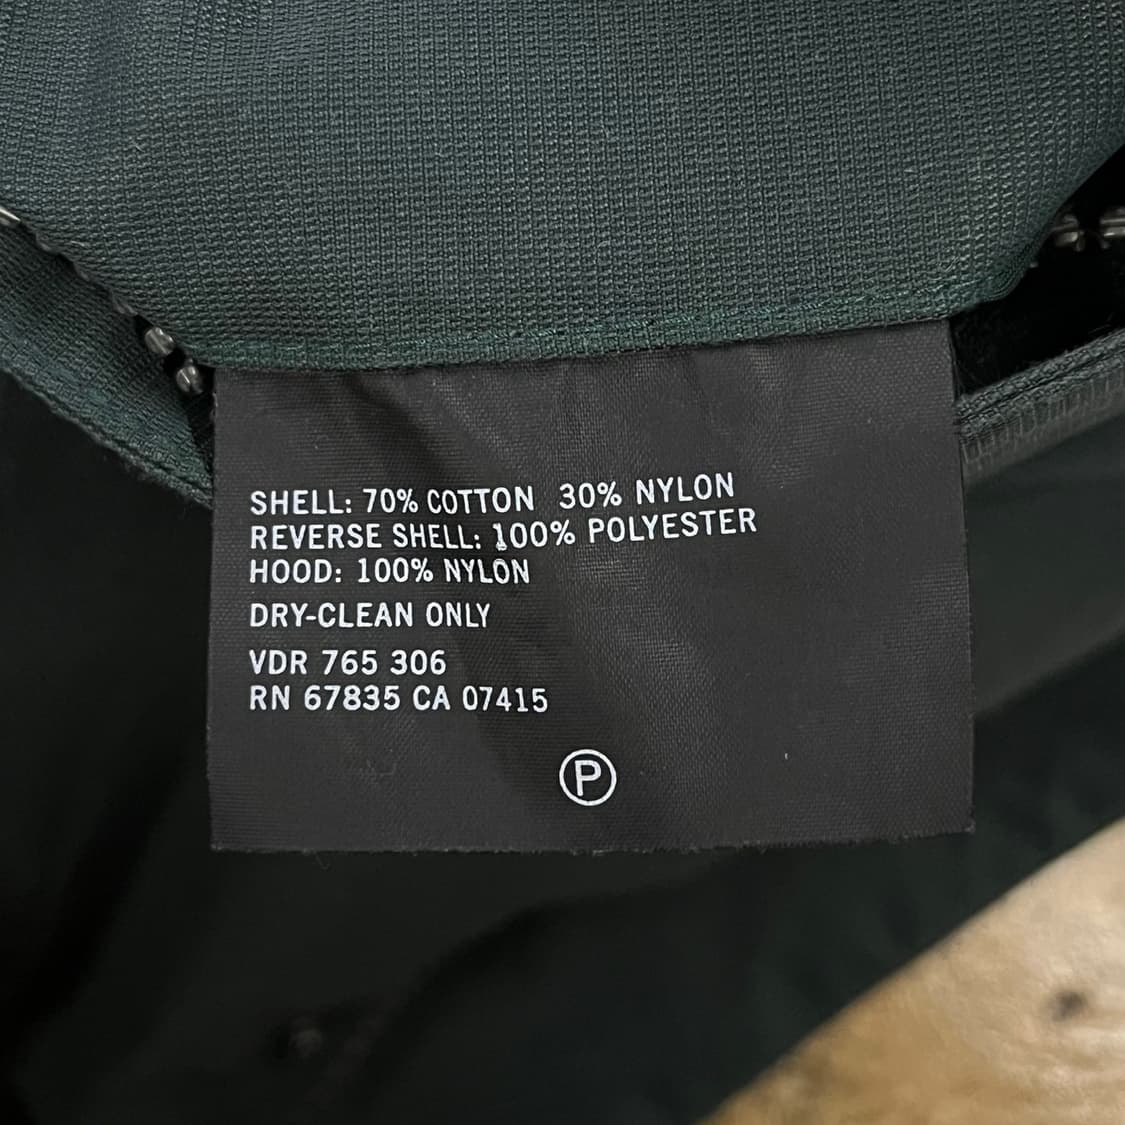 SHELL: 70% COTTON 30% NYLON
REVERSE SHELL: 100% POLYESTER
HOOD: 100% NYLON
DRY-CLEAN ONLY
VDR 765 306
RN 67835 CA 07415
P